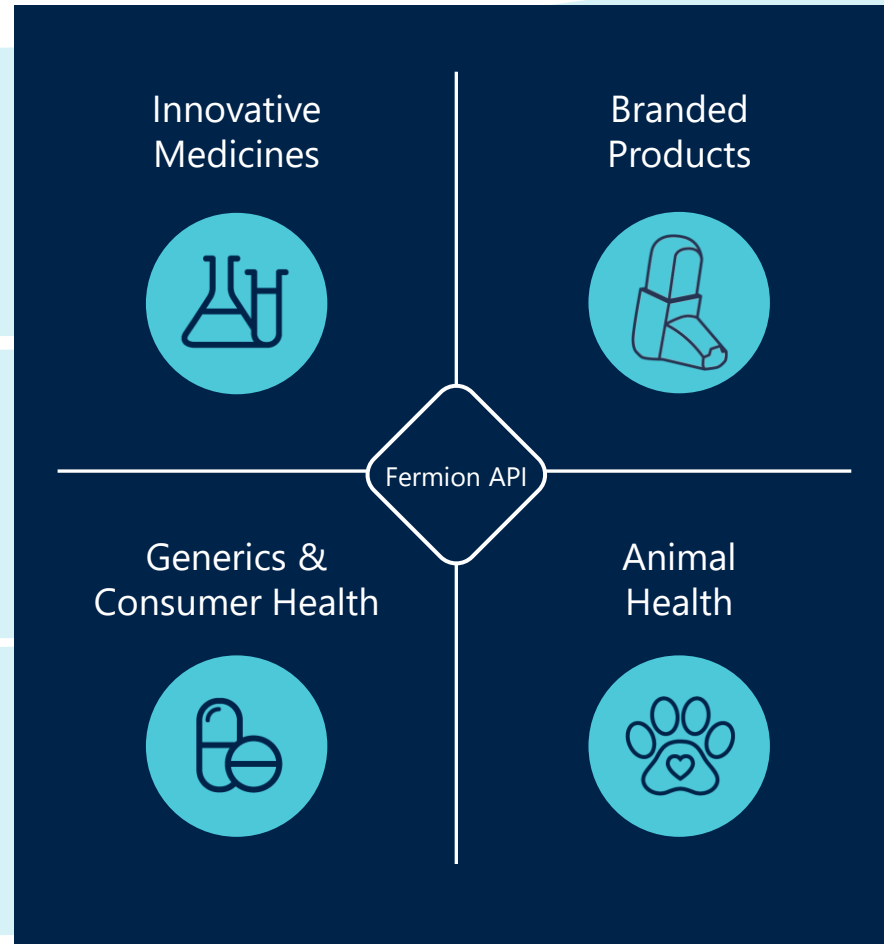 Innovative
Medicines
Branded
Products
Fermion API
Generics &
Consumer Health
Animal
Health